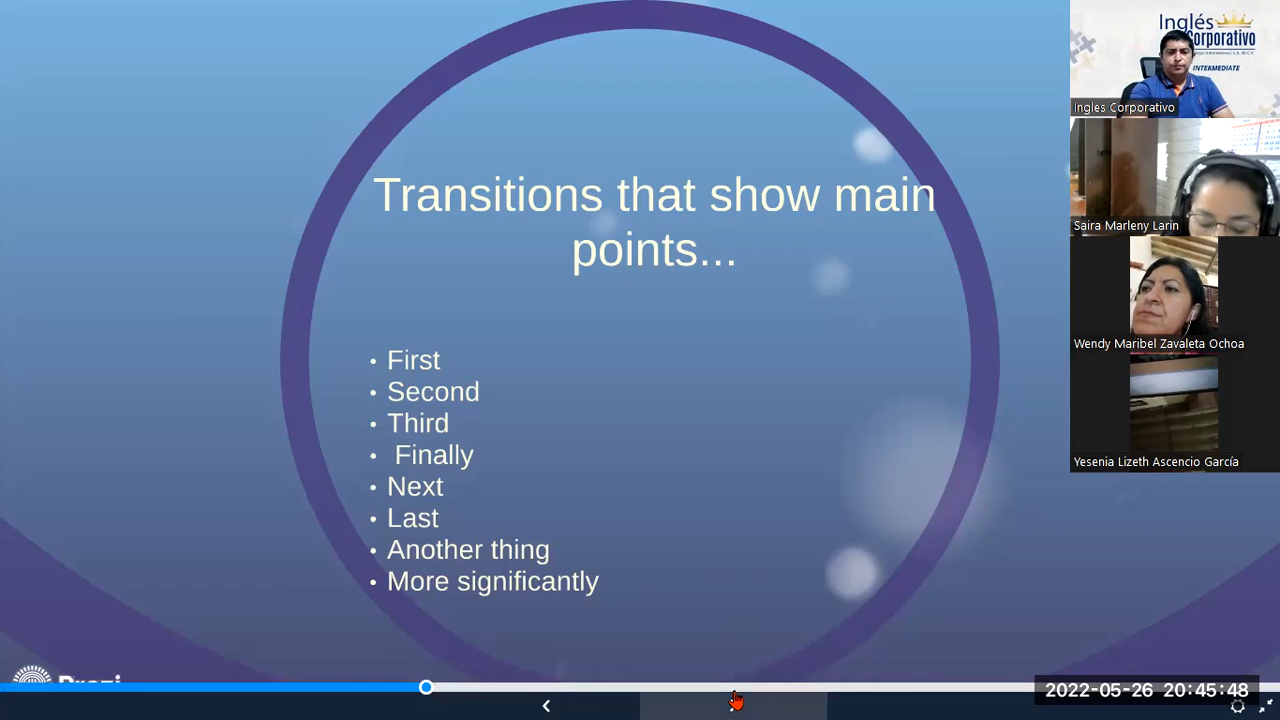 Transitions that show main
points...
• First
• Second
• Third
• Finally
• Next
• Last
• Another thing
• More significantly
Prezi
Inglés
Corporativo
INTERMEDIATE
Ingles Corporativo
Saira Marleny Larin
Wendy Maribel Zavaleta Ochoa
Yesenia Lizeth Ascencio García
2022-05-26 20:45:48